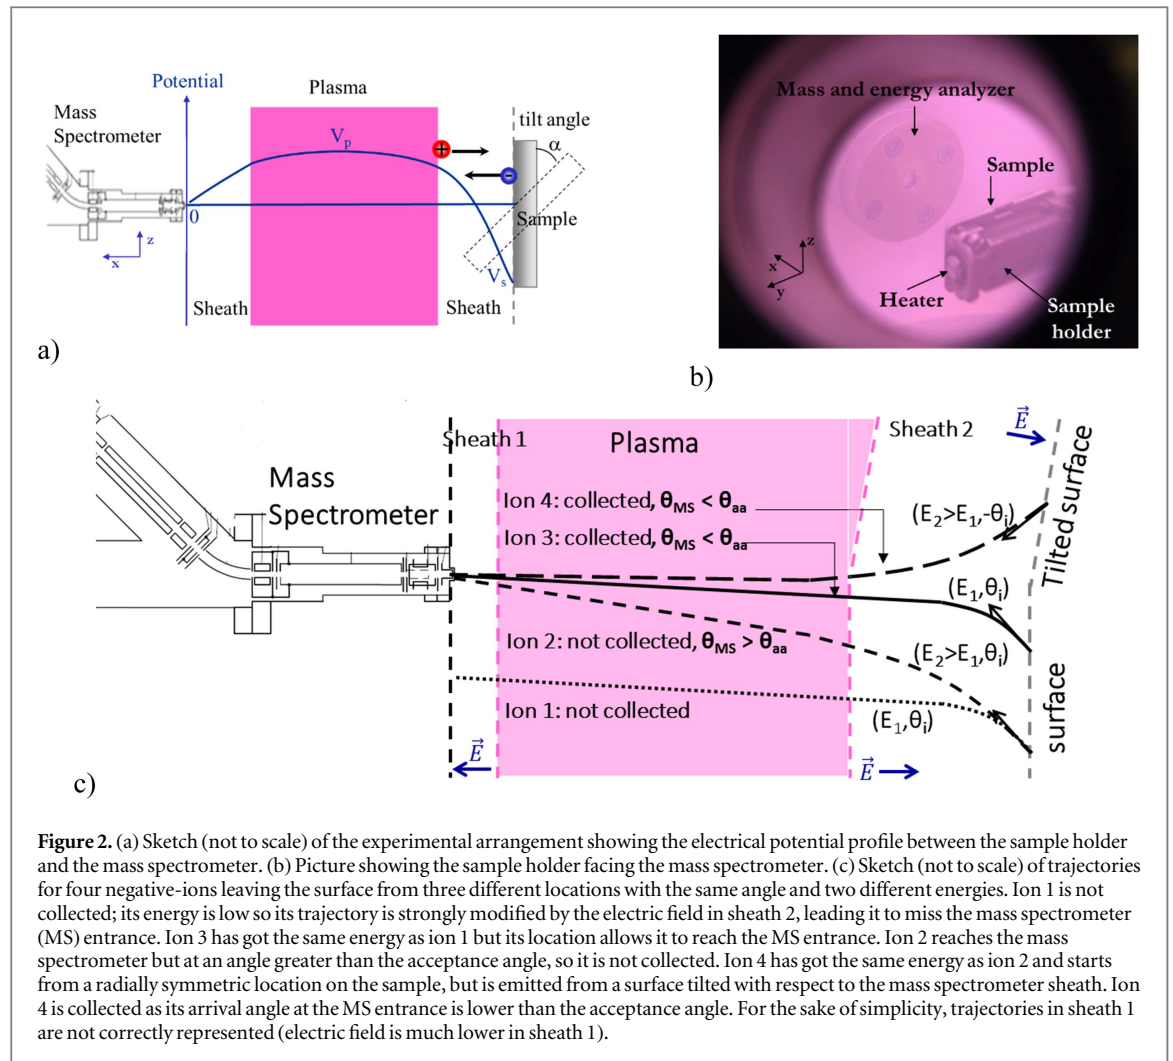 Potential
Plasma
Mass
Spectrometer
tilt angle
V_p
α
+
-
0
Sample
z
x
V_s
Sheath
Sheath
a)
Mass and energy analyzer
Sample
z
x
y
Heater
Sample
holder
b)
Sheath 1
Plasma
Sheath 2
E⃗
Mass
Spectrometer
Ion 4: collected, θ_MS < θ_aa
(E_2>E_1,-θ_i)
Ion 3: collected, θ_MS < θ_aa
Tilted surface
(E_1,θ_i)
Ion 2: not collected, θ_MS > θ_aa
(E_2>E_1,θ_i)
Ion 1: not collected
(E_1,θ_i)
surface
E⃗
E⃗
c)
Figure 2. (a) Sketch (not to scale) of the experimental arrangement showing the electrical potential profile between the sample holder
and the mass spectrometer. (b) Picture showing the sample holder facing the mass spectrometer. (c) Sketch (not to scale) of trajectories
for four negative-ions leaving the surface from three different locations with the same angle and two different energies. Ion 1 is not
collected; its energy is low so its trajectory is strongly modified by the electric field in sheath 2, leading it to miss the mass spectrometer
(MS) entrance. Ion 3 has got the same energy as ion 1 but its location allows it to reach the MS entrance. Ion 2 reaches the mass
spectrometer but at an angle greater than the acceptance angle, so it is not collected. Ion 4 has got the same energy as ion 2 and starts
from a radially symmetric location on the sample, but is emitted from a surface tilted with respect to the mass spectrometer sheath. Ion
4 is collected as its arrival angle at the MS entrance is lower than the acceptance angle. For the sake of simplicity, trajectories in sheath 1
are not correctly represented (electric field is much lower in sheath 1).